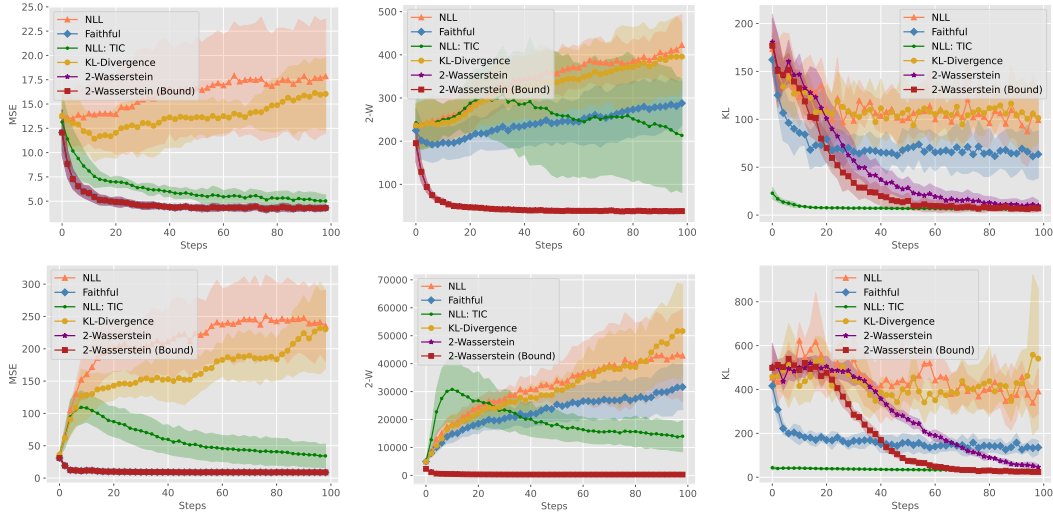 25.0
22.5
20.0
17.5
15.0
12.5
10.0
7.5
5.0
MSE
NLL
Faithful
NLL: TIC
KL-Divergence
2-Wasserstein
2-Wasserstein (Bound)
0 20 40 60 80 100
Steps
500
400
300
200
100
2-W
NLL
Faithful
NLL: TIC
KL-Divergence
2-Wasserstein
2-Wasserstein (Bound)
0 20 40 60 80 100
Steps
200
150
100
50
0
KL
NLL
Faithful
NLL: TIC
KL-Divergence
2-Wasserstein
2-Wasserstein (Bound)
0 20 40 60 80 100
Steps
300
250
200
150
100
50
0
MSE
NLL
Faithful
NLL: TIC
KL-Divergence
2-Wasserstein
2-Wasserstein (Bound)
0 20 40 60 80 100
Steps
70000
60000
50000
40000
30000
20000
10000
0
2-W
NLL
Faithful
NLL: TIC
KL-Divergence
2-Wasserstein
2-Wasserstein (Bound)
0 20 40 60 80 100
Steps
800
600
400
200
0
KL
NLL
Faithful
NLL: TIC
KL-Divergence
2-Wasserstein
2-Wasserstein (Bound)
0 20 40 60 80 100
Steps